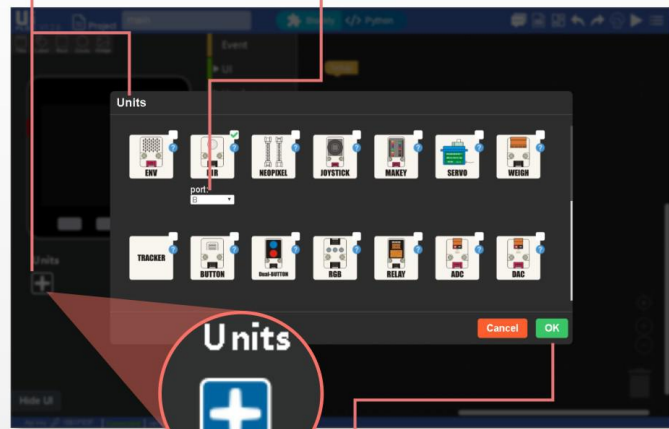 Project
Blockly </> Python
Event
UI
Units
ENV
PIR
NEOPIXEL
JOYSTICK
MAKEY
SERVO
WEIGH
port:
B
TRACKER
BUTTON
Dual-BUTTON
RGB
RELAY
ADC
DAC
Units
Cancel
OK
Units
Hide UI